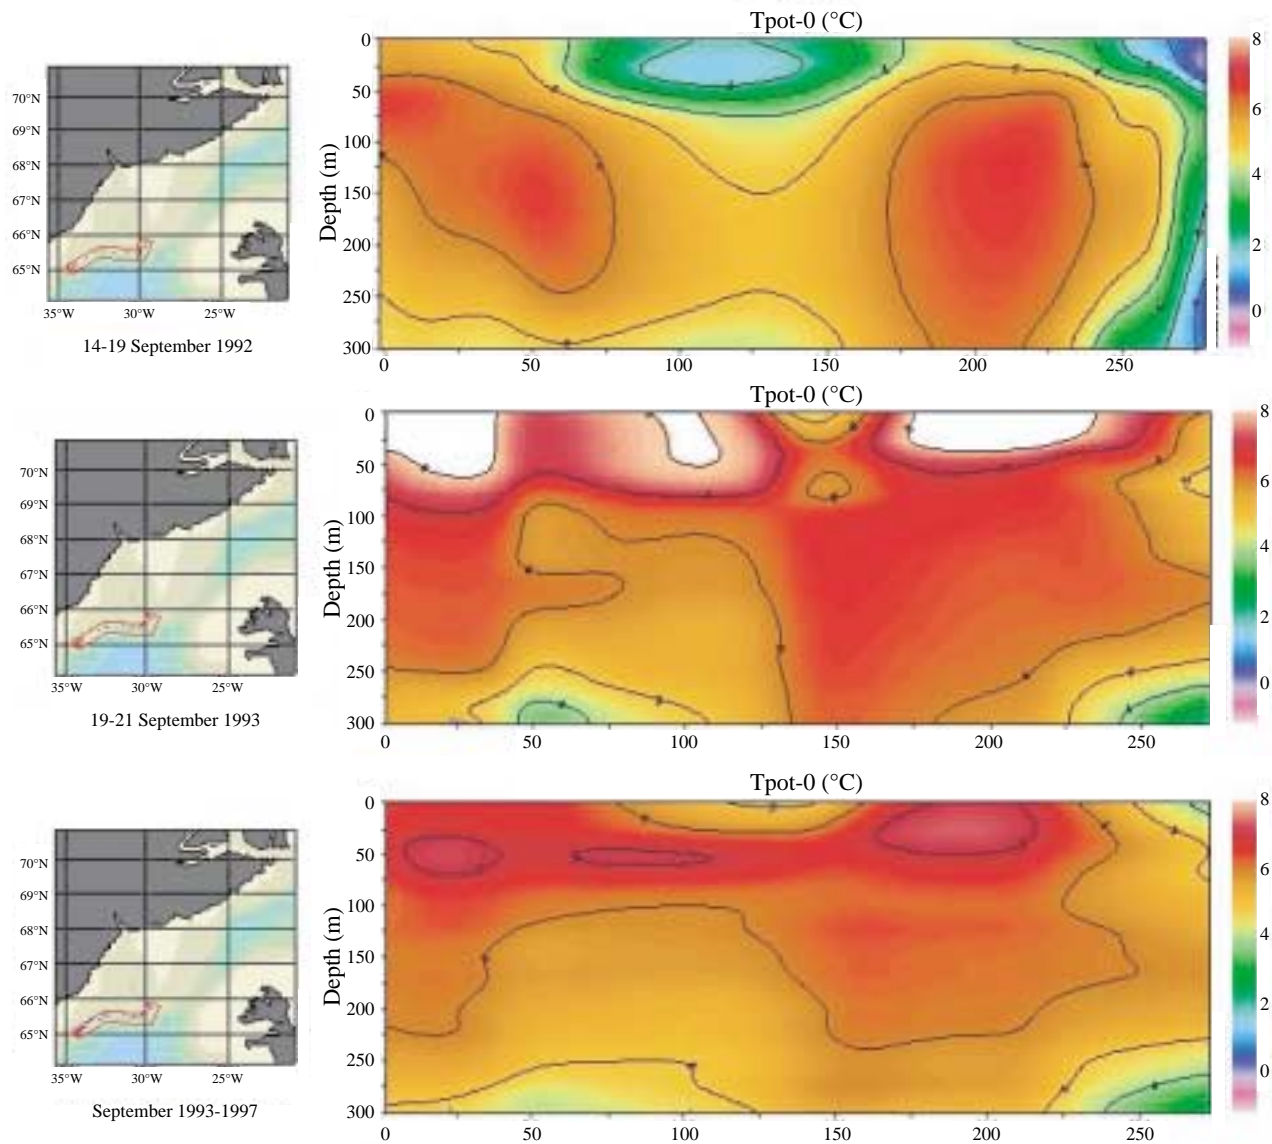 Tpot-0 (°C)
0
50
100
150
200
250
300
Depth (m)
0
50
100
150
200
250
8
6
4
2
0
70°N
69°N
68°N
67°N
66°N
65°N
35°W
30°W
25°W
14-19 September 1992
Tpot-0 (°C)
0
50
100
150
200
250
300
Depth (m)
0
50
100
150
200
250
8
6
4
2
0
70°N
69°N
68°N
67°N
66°N
65°N
35°W
30°W
25°W
19-21 September 1993
Tpot-0 (°C)
0
50
100
150
200
250
300
Depth (m)
0
50
100
150
200
250
8
6
4
2
0
70°N
69°N
68°N
67°N
66°N
65°N
35°W
30°W
25°W
September 1993-1997